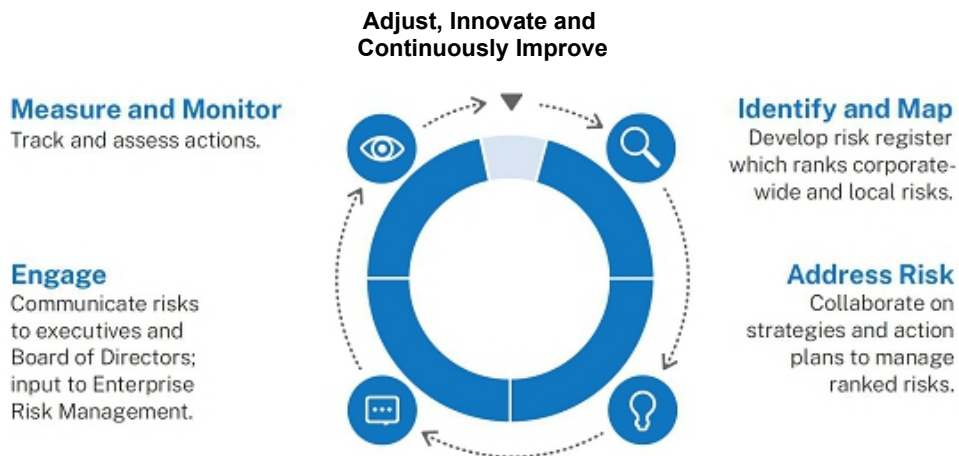 Adjust, Innovate and
Continuously Improve
Measure and Monitor
Track and assess actions.
Identify and Map
Develop risk register
which ranks corporate-
wide and local risks.
Engage
Communicate risks
to executives and
Board of Directors;
input to Enterprise
Risk Management.
Address Risk
Collaborate on
strategies and action
plans to manage
ranked risks.